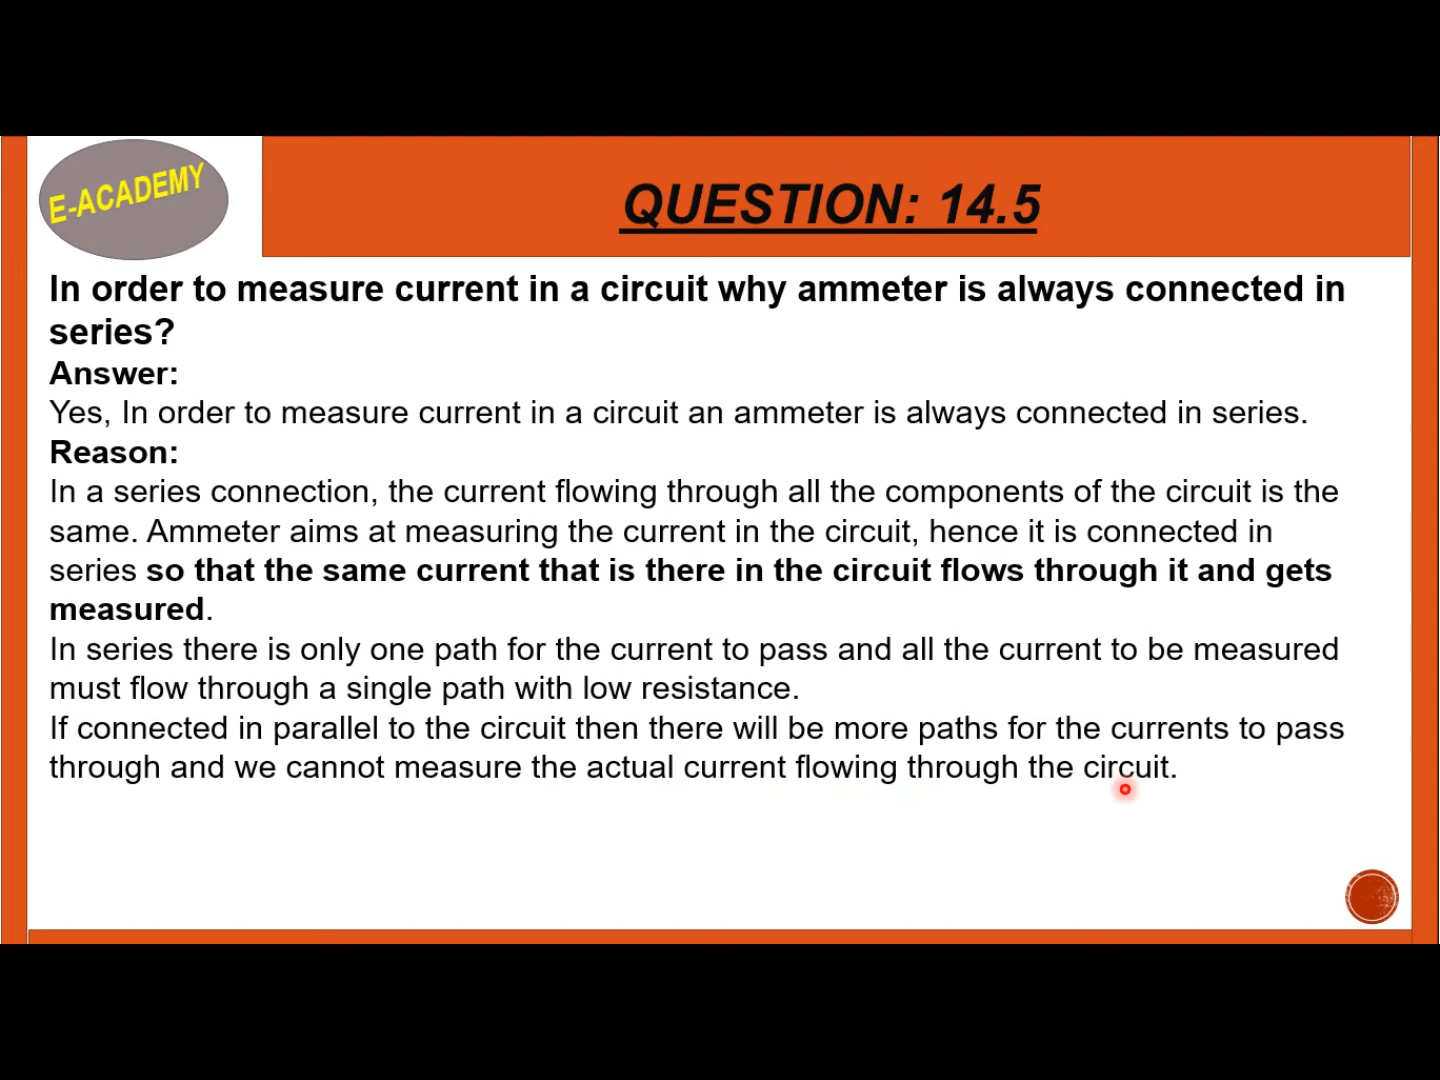 E-ACADEMY
QUESTION: 14.5
In order to measure current in a circuit why ammeter is always connected in
series?
Answer:
Yes, In order to measure current in a circuit an ammeter is always connected in series.
Reason:
In a series connection, the current flowing through all the components of the circuit is the
same. Ammeter aims at measuring the current in the circuit, hence it is connected in
series so that the same current that is there in the circuit flows through it and gets
measured.
In series there is only one path for the current to pass and all the current to be measured
must flow through a single path with low resistance.
If connected in parallel to the circuit then there will be more paths for the currents to pass
through and we cannot measure the actual current flowing through the circuit.